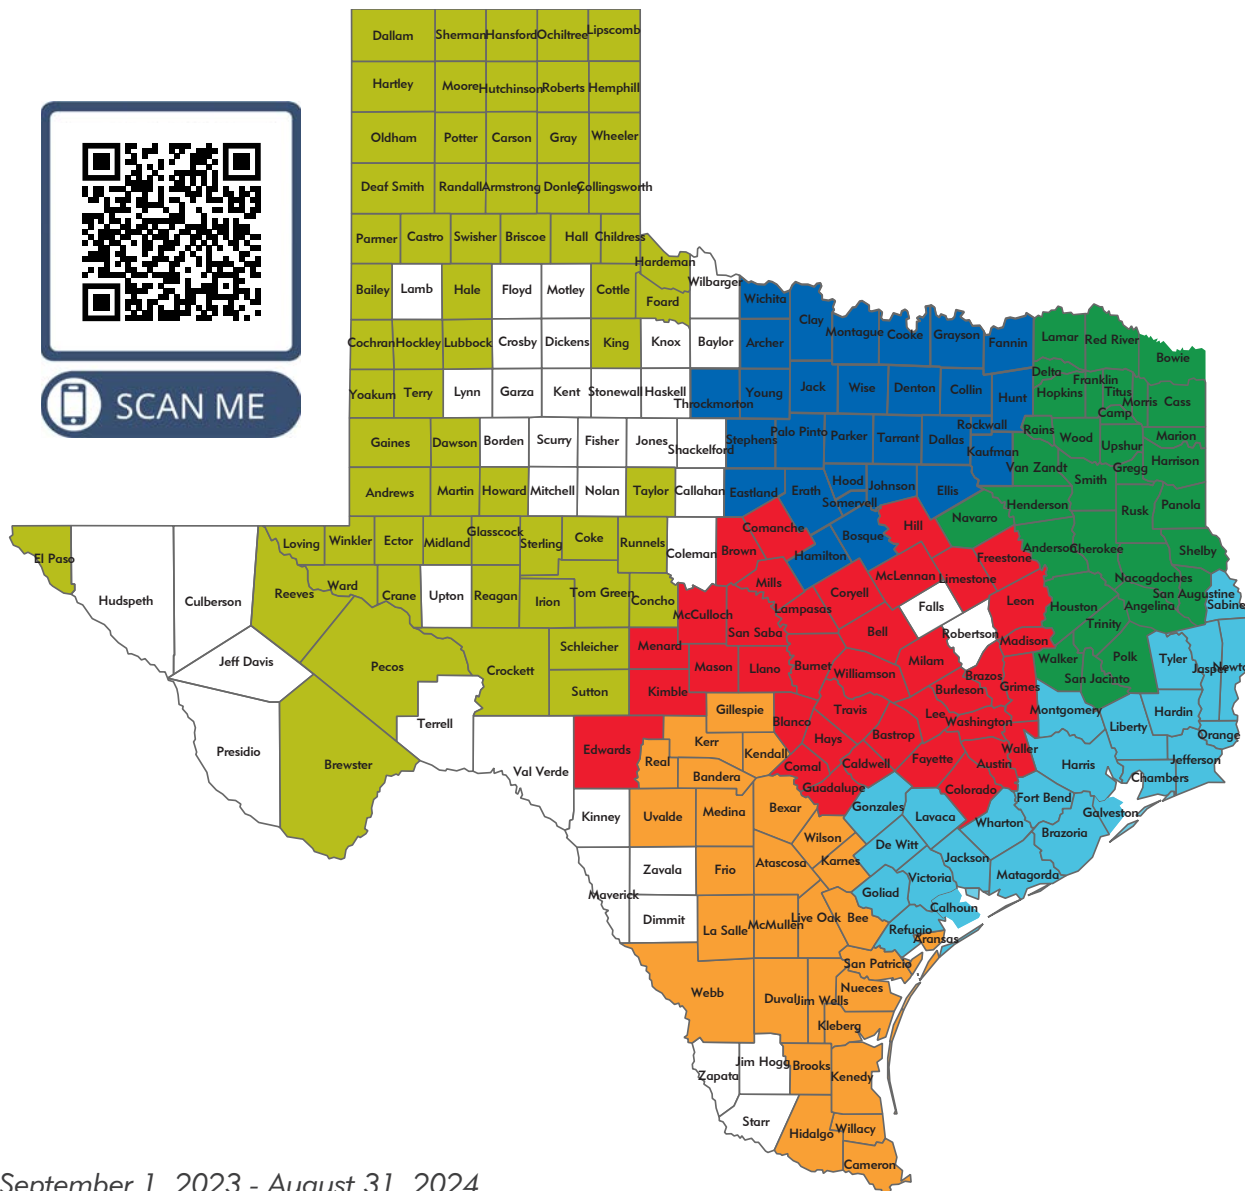 Dallam Sherman Hansford Ochiltree Lipscomb
Hartley Moore Hutchinson Roberts Hemphill
Oldham Potter Carson Gray Wheeler
Deaf Smith Randall Armstrong Donley Collingsworth
Parmer Castro Swisher Briscoe Hall Childress
Hardeman
Bailey Lamb Hale Floyd Motley Cottle Foard Wilbarger
Wichita Clay Montague Cooke Grayson Fannin Lamar Red River Bowie
Cochran Hockley Lubbock Crosby Dickens King Knox Baylor Archer
Delta Franklin
Yoakum Terry Lynn Garza Kent Stonewall Haskell Throckmorton Young Jack Wise Denton Collin Hunt Hopkins Titus Morris Cass
Camp
SCAN ME
Gaines Dawson Borden Scurry Fisher Jones Shackelford Stephens Palo Pinto Parker Tarrant Dallas Rockwall Kaufman Rains Wood Upshur Marion
Van Zandt Smith Gregg Harrison
Andrews Martin Howard Mitchell Nolan Taylor Callahan Eastland Erath Hood Johnson Ellis Henderson Rusk Panola
Somervell
Navarro
El Paso Loving Winkler Ector Midland Glasscock Sterling Coke Runnels Coleman Brown Comanche Hamilton Bosque Hill Freestone Anderson Cherokee Shelby
Hudspeth Culberson Reeves Ward Crane Upton Reagan Irion Tom Green Concho McCulloch Mills Lampasas Coryell McLennan Limestone Falls Leon Houston Nacogdoches San Augustine Sabine
Angelina
Trinity
Jeff Davis Pecos Crockett Schleicher Menard San Saba Bell Robertson Madison Walker Polk Tyler Jasper Newto
Mason Llano Burnet Williamson Milam Brazos Grimes San Jacinto
Sutton Kimble Burleson
Presidio Brewster Terrell Val Verde Edwards Gillespie Blanco Travis Lee Washington Montgomery Liberty Hardin Orange
Kerr Kendall Hays Bastrop Fayette Austin Waller Harris Jefferson
Real Bandera Comal Caldwell Chambers
Guadalupe Colorado Fort Bend Galveston
Kinney Uvalde Medina Bexar Gonzales Lavaca Wharton Brazoria
Wilson De Witt
Zavala Frio Atascosa Karnes Jackson Matagorda
Maverick Goliad Victoria
Dimmit La Salle McMullen Live Oak Bee Calhoun
Refugio Aransas
San Patricio
Webb Duval Jim Wells Nueces
Kleberg
Zapata Jim Hogg Brooks Kenedy
Starr Hidalgo Willacy
Cameron
September 1, 2023 - August 31, 2024